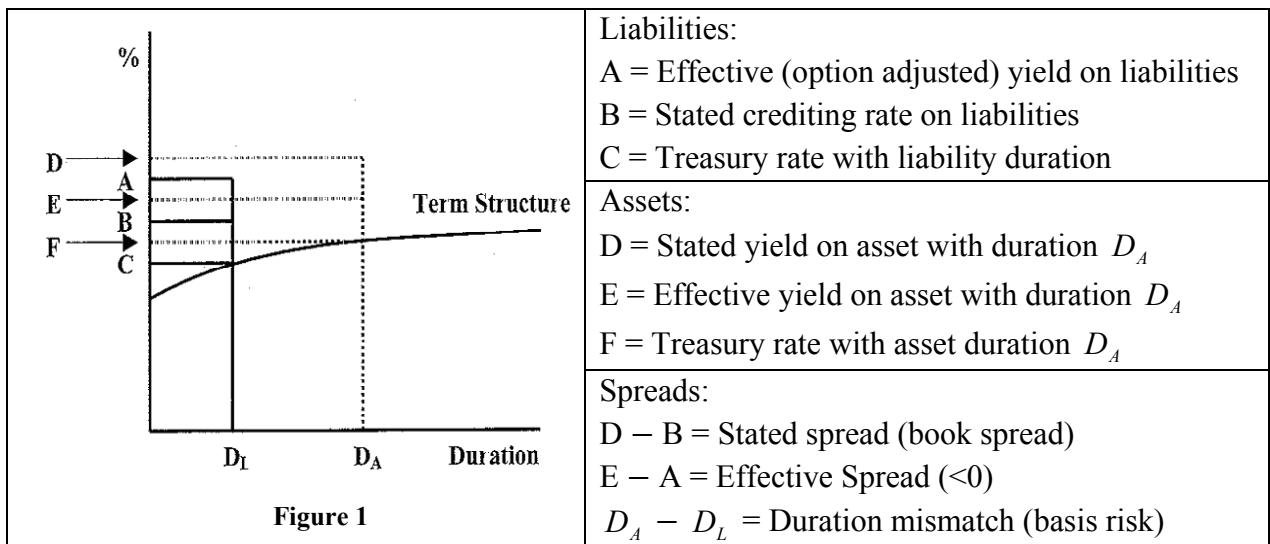 %
D
A
E
B
F
C
Term Structure
D_L
D_A
Duration
Figure 1
Liabilities:
A = Effective (option adjusted) yield on liabilities
B = Stated crediting rate on liabilities
C = Treasury rate with liability duration
Assets:
D = Stated yield on asset with duration D_A
E = Effective yield on asset with duration D_A
F = Treasury rate with asset duration D_A
Spreads:
D − B = Stated spread (book spread)
E − A = Effective Spread (<0)
D_A − D_L = Duration mismatch (basis risk)